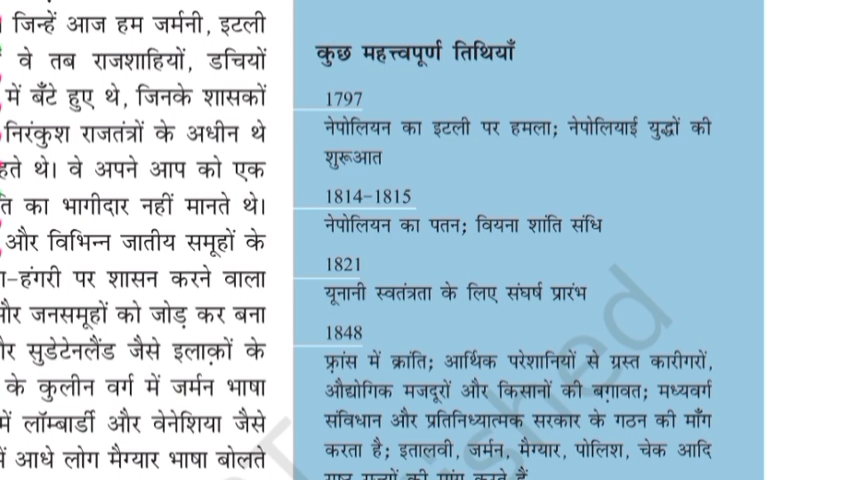 जिन्हें आज हम जर्मनी, इटली
वे तब राजशाहियों, डचियों
में बँटे हुए थे, जिनके शासकों
निरंकुश राजतंत्रों के अधीन थे
थे। वे अपने आप को एक
का भागीदार नहीं मानते थे।
और विभिन्न जातीय समूहों के
-हंगरी पर शासन करने वाला
जनसमूहों को जोड़ कर बना
सुडेटेनलैंड जैसे इलाक़ों के
के कुलीन वर्ग में जर्मन भाषा
में लॉम्बार्डी और वेनेशिया जैसे
आधे लोग मैग्यार भाषा बोलते
कुछ महत्त्वपूर्ण तिथियाँ
1797
नेपोलियन का इटली पर हमला; नेपोलियाई युद्धों की
शुरूआत
1814-1815
नेपोलियन का पतन; वियना शांति संधि
1821
यूनानी स्वतंत्रता के लिए संघर्ष प्रारंभ
1848
फ़्रांस में क्रांति; आर्थिक परेशानियों से ग्रस्त कारीगरों,
औद्योगिक मजदूरों और किसानों की बग़ावत; मध्यवर्ग
संविधान और प्रतिनिध्यात्मक सरकार के गठन की माँग
करता है; इतालवी, जर्मन, मैग्यार, पोलिश, चेक आदि